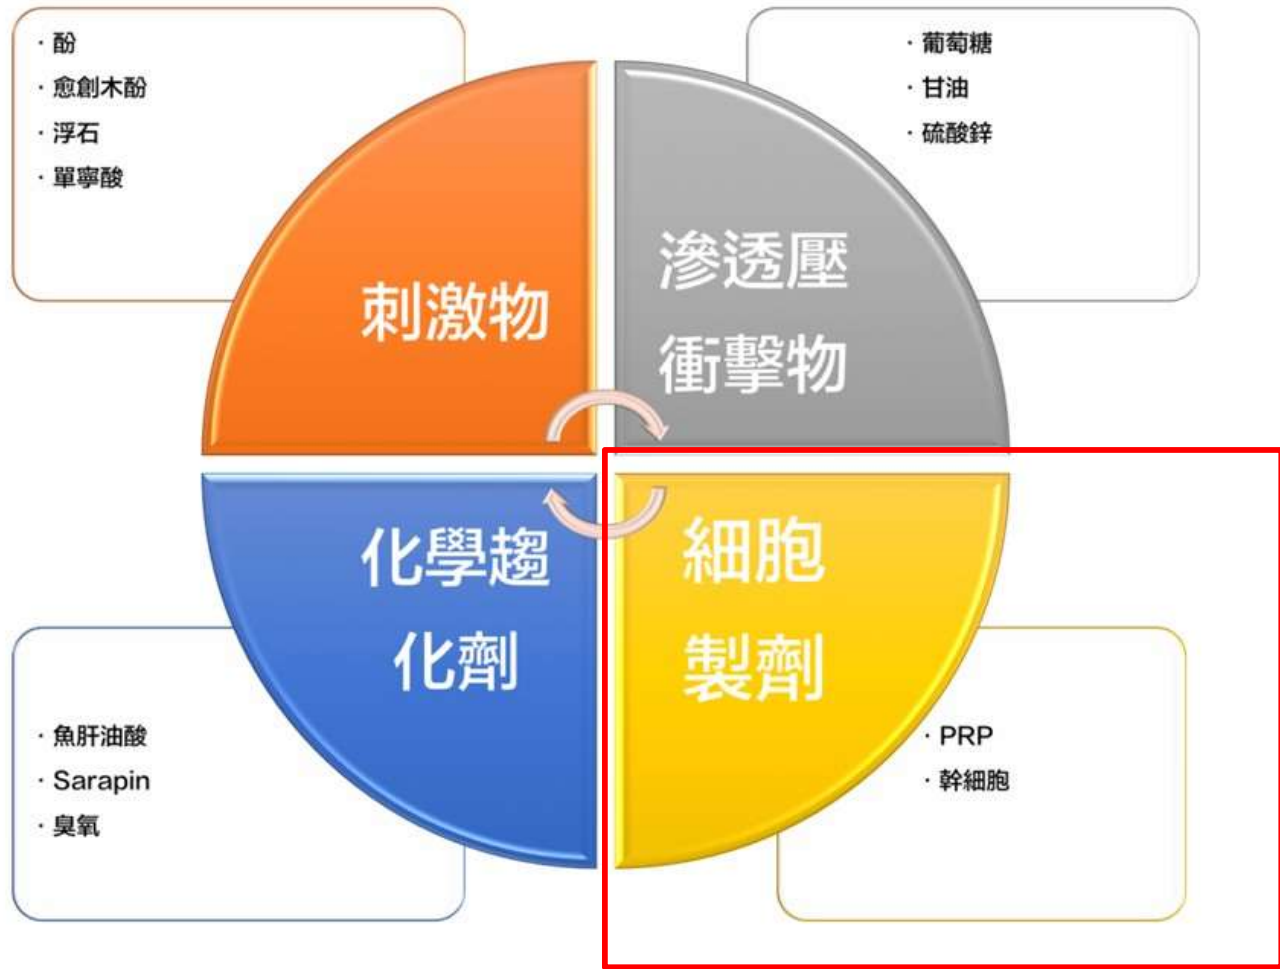 · 酚
· 愈創木酚
· 浮石
· 單寧酸
刺激物
· 葡萄糖
· 甘油
· 硫酸鋅
滲透壓
衝擊物
化學趨
化劑
· 魚肝油酸
· Sarapin
· 臭氧
細胞
製劑
· PRP
· 幹細胞